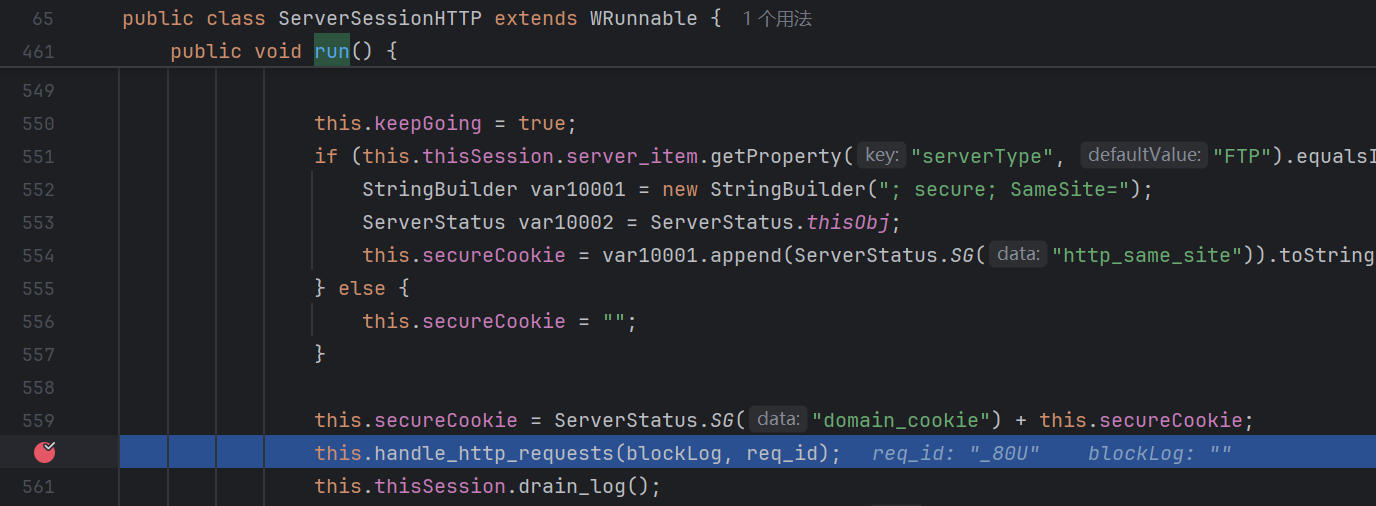 65 public class ServerSessionHTTP extends WRunnable { 1 个用法
461 public void run() {
549
550 this.keepGoing = true;
551 if (this.thisSession.server_item.getProperty( key: "serverType", defaultValue: "FTP").equalsI
552 StringBuilder var10001 = new StringBuilder("; secure; SameSite=");
553 ServerStatus var10002 = ServerStatus.thisObj;
554 this.secureCookie = var10001.append(ServerStatus.SG( data: "http_same_site")).toString
555 } else {
556 this.secureCookie = "";
557 }
558
559 this.secureCookie = ServerStatus.SG( data: "domain_cookie") + this.secureCookie;
this.handle_http_requests(blockLog, req_id); req_id: "_80U" blockLog: ""
561 this.thisSession.drain_log();